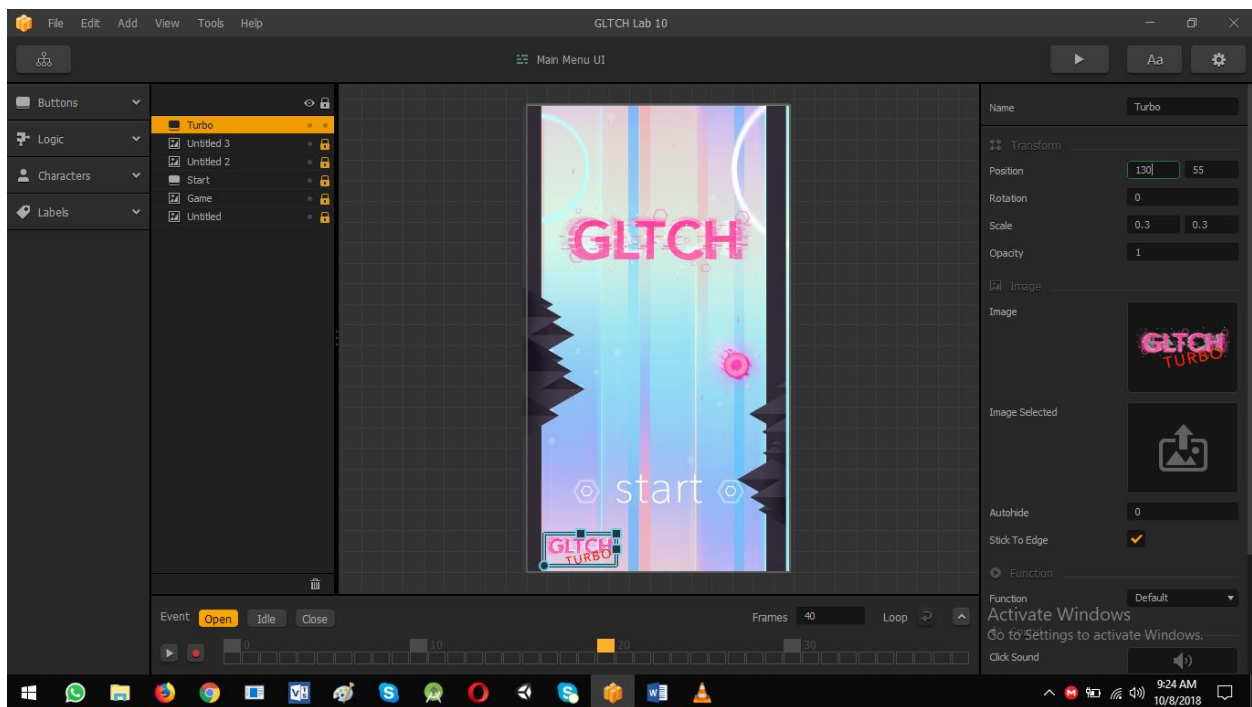 File Edit Add View Tools Help
GLTCH Lab 10
Main Menu UI
Aa
Buttons
Logic
Characters
Labels
Turbo
Untitled 3
Untitled 2
Start
Game
Untitled
GLTCH
start
GLTCH
TURBO
Name Turbo
Transform
Position 130 55
Rotation 0
Scale 0.3 0.3
Opacity 1
Image
Image
GLTCH
TURBO
Image Selected
Autohide 0
Stick To Edge
Function
Function Default
Activate Windows
Go to Settings to activate Windows.
Click Sound
Event Open Idle Close
Frames 40 Loop
0 10 20 30
9:24 AM
10/8/2018